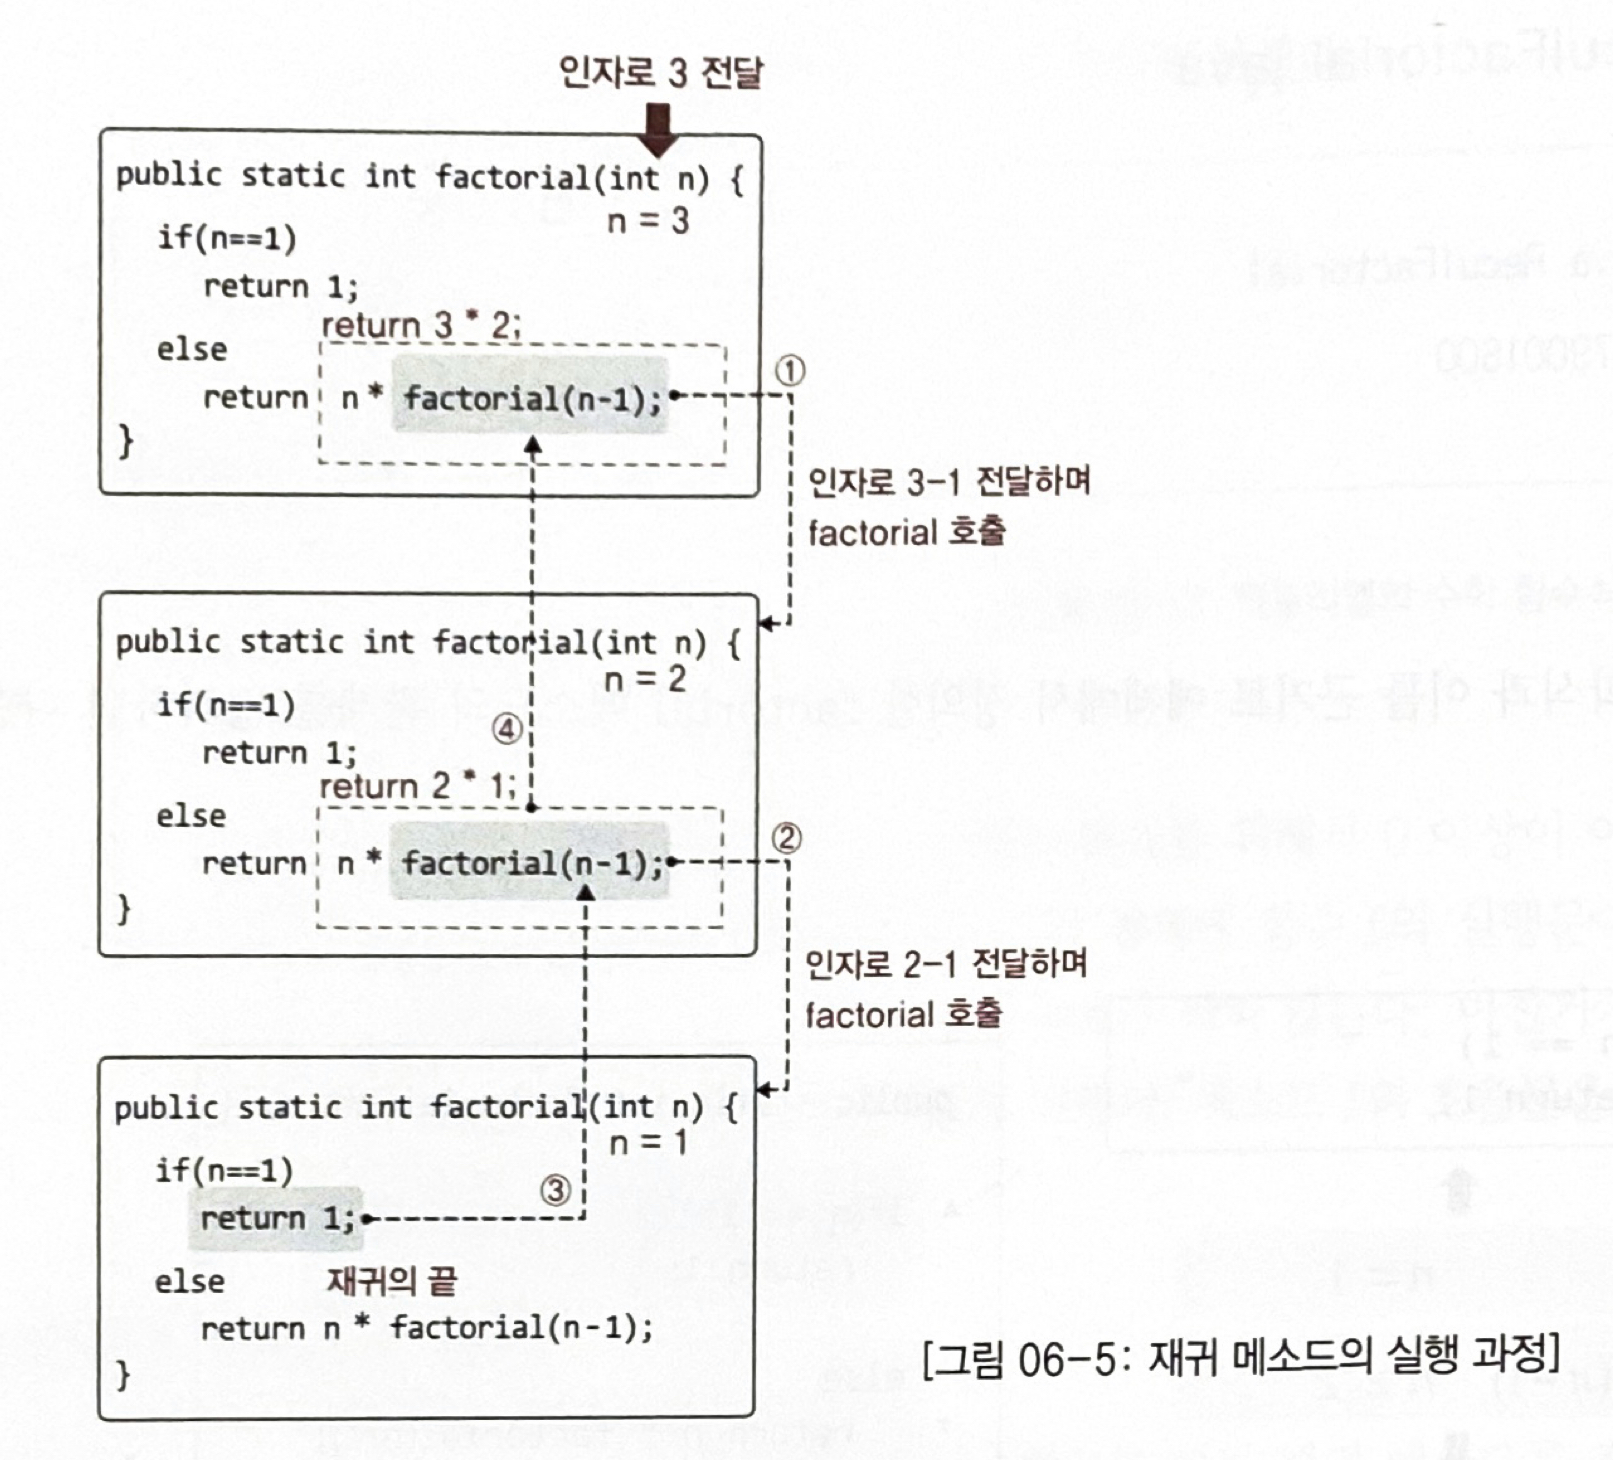 인자로 3 전달
public static int factorial(int n) {
n = 3
if(n==1)
return 1;
return 3 * 2;
else
return n * factorial(n-1);
①
}
인자로 3-1 전달하며
factorial 호출
public static int factorial(int n) {
n = 2
if(n==1)
④
return 1;
return 2 * 1;
else
②
return n * factorial(n-1);
}
인자로 2-1 전달하며
factorial 호출
public static int factorial(int n) {
n = 1
if(n==1)
③
return 1;
else 재귀의 끝
return n * factorial(n-1);
}
[그림 06-5: 재귀 메소드의 실행 과정]